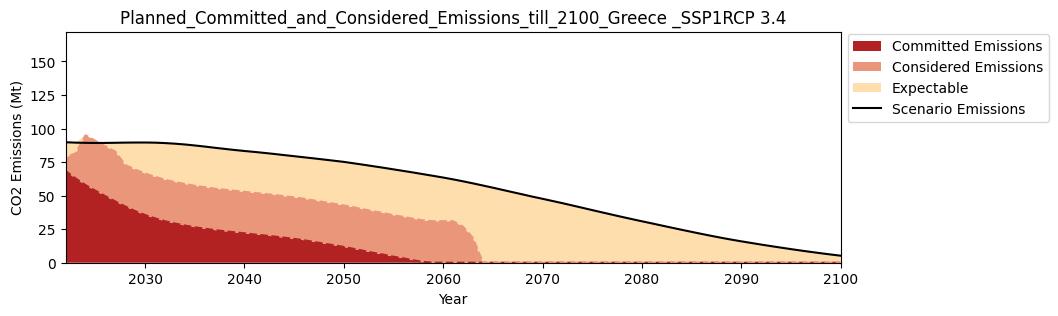 Planned_Committed_and_Considered_Emissions_till_2100_Greece _SSP1RCP 3.4
CO2 Emissions (Mt)
150
125
100
75
50
25
0
2030 2040 2050 2060 2070 2080 2090 2100
Year
Committed Emissions
Considered Emissions
Expectable
Scenario Emissions